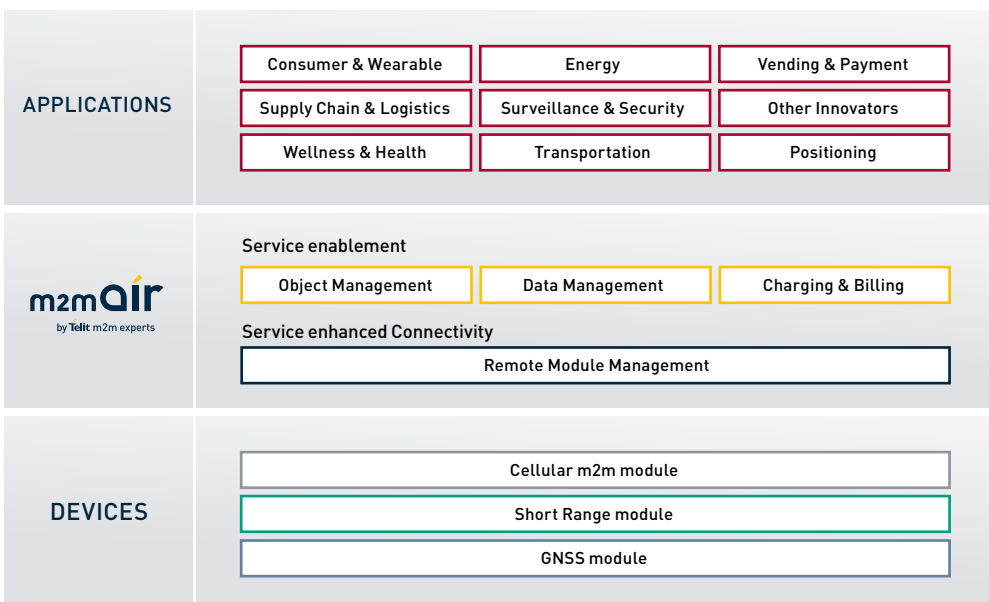 APPLICATIONS
Consumer & Wearable
Energy
Vending & Payment
Supply Chain & Logistics
Surveillance & Security
Other Innovators
Wellness & Health
Transportation
Positioning
m2mair
by Telit m2m experts
Service enablement
Object Management
Data Management
Charging & Billing
Service enhanced Connectivity
Remote Module Management
DEVICES
Cellular m2m module
Short Range module
GNSS module